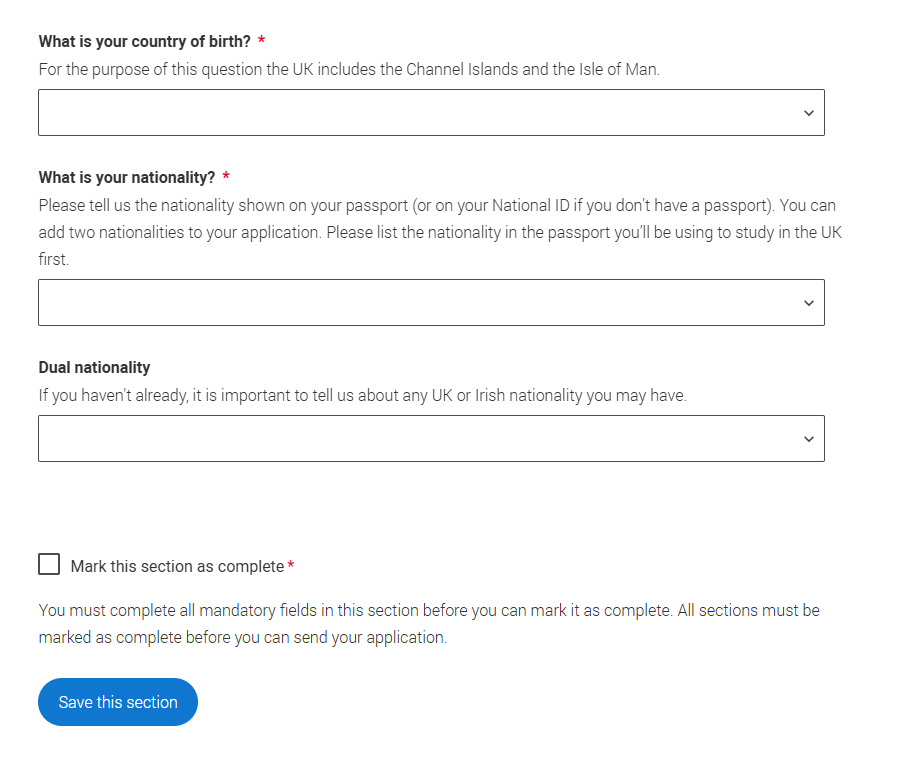 What is your country of birth? *
For the purpose of this question the UK includes the Channel Islands and the Isle of Man.
What is your nationality? *
Please tell us the nationality shown on your passport (or on your National ID if you don't have a passport). You can
add two nationalities to your application. Please list the nationality in the passport you’ll be using to study in the UK
first.
Dual nationality
If you haven't already, it is important to tell us about any UK or Irish nationality you may have.
Mark this section as complete *
You must complete all mandatory fields in this section before you can mark it as complete. All sections must be
marked as complete before you can send your application.
Save this section